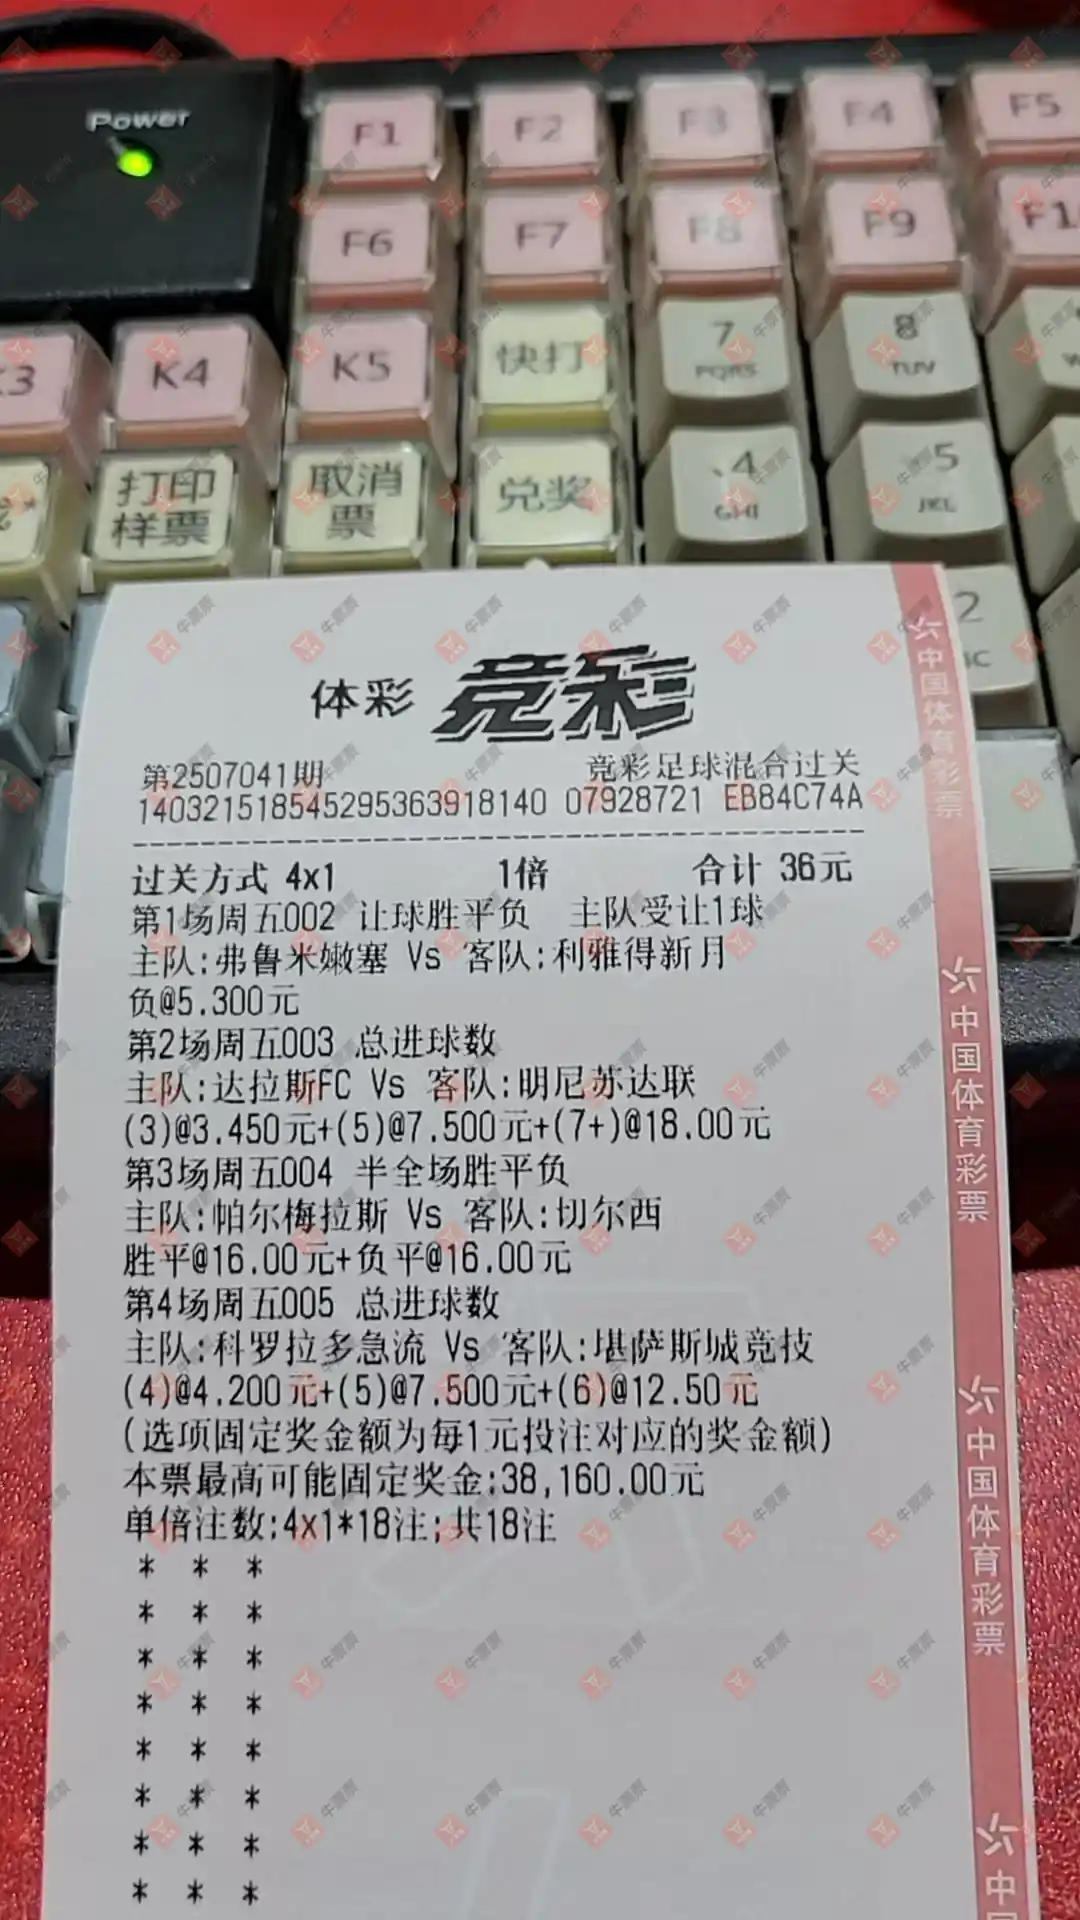 Power
F1 F2 F3 F4 F5
F6 F7 F8 F9
K4 K5 快打 7 PQRS 8 TUV
打印样票 取消票 兑奖 4 GHI 5 JKL
2
体彩 竞彩
第2507041期 竞彩足球混合过关
140321518545295363918140 07928721 EB84C74A
过关方式 4x1 1倍 合计 36元
第1场周五002 让球胜平负 主队受让1球
主队:弗鲁米嫩塞 Vs 客队:利雅得新月
负@5.300元
第2场周五003 总进球数
主队:达拉斯FC Vs 客队:明尼苏达联
(3)@3.450元+(5)@7.500元+(7+)@18.00元
第3场周五004 半全场胜平负
主队:帕尔梅拉斯 Vs 客队:切尔西
胜平@16.00元+负平@16.00元
第4场周五005 总进球数
主队:科罗拉多急流 Vs 客队:堪萨斯城竞技
(4)@4.200元+(5)@7.500元+(6)@12.50元
(选项固定奖金额为每1元投注对应的奖金额)
本票最高可能固定奖金:38,160.00元
单倍注数:4x1*18注;共18注
* * *
* * *
* * *
* * *
* * *
* * *
* * *
* * *
中国体育彩票
中国体育彩票
中国体育彩票
中